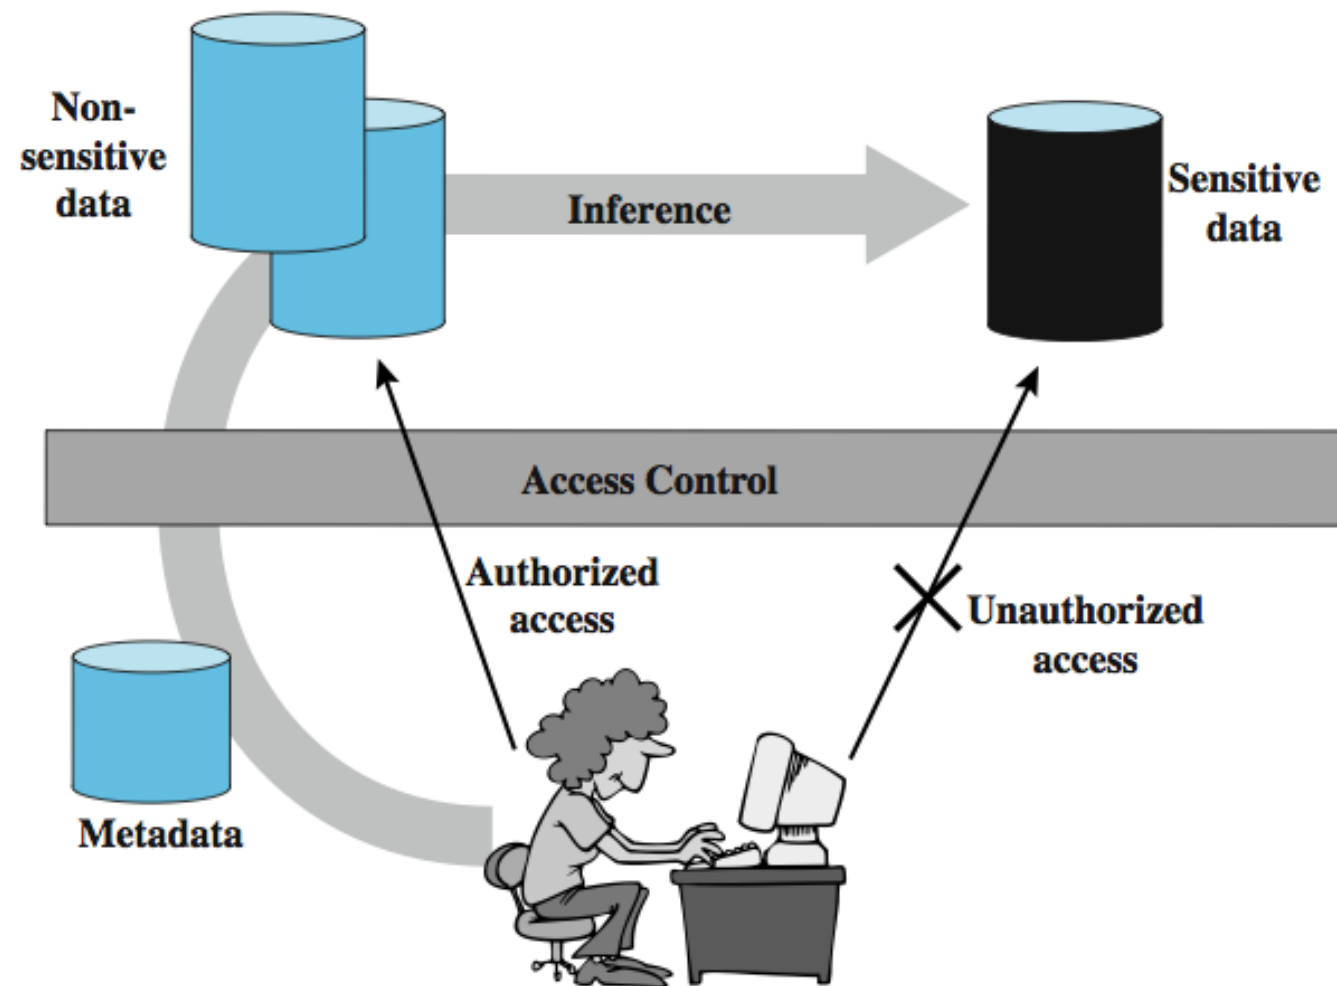 Non-
sensitive
data
Inference
Sensitive
data
Access Control
Authorized
access
Unauthorized
access
Metadata